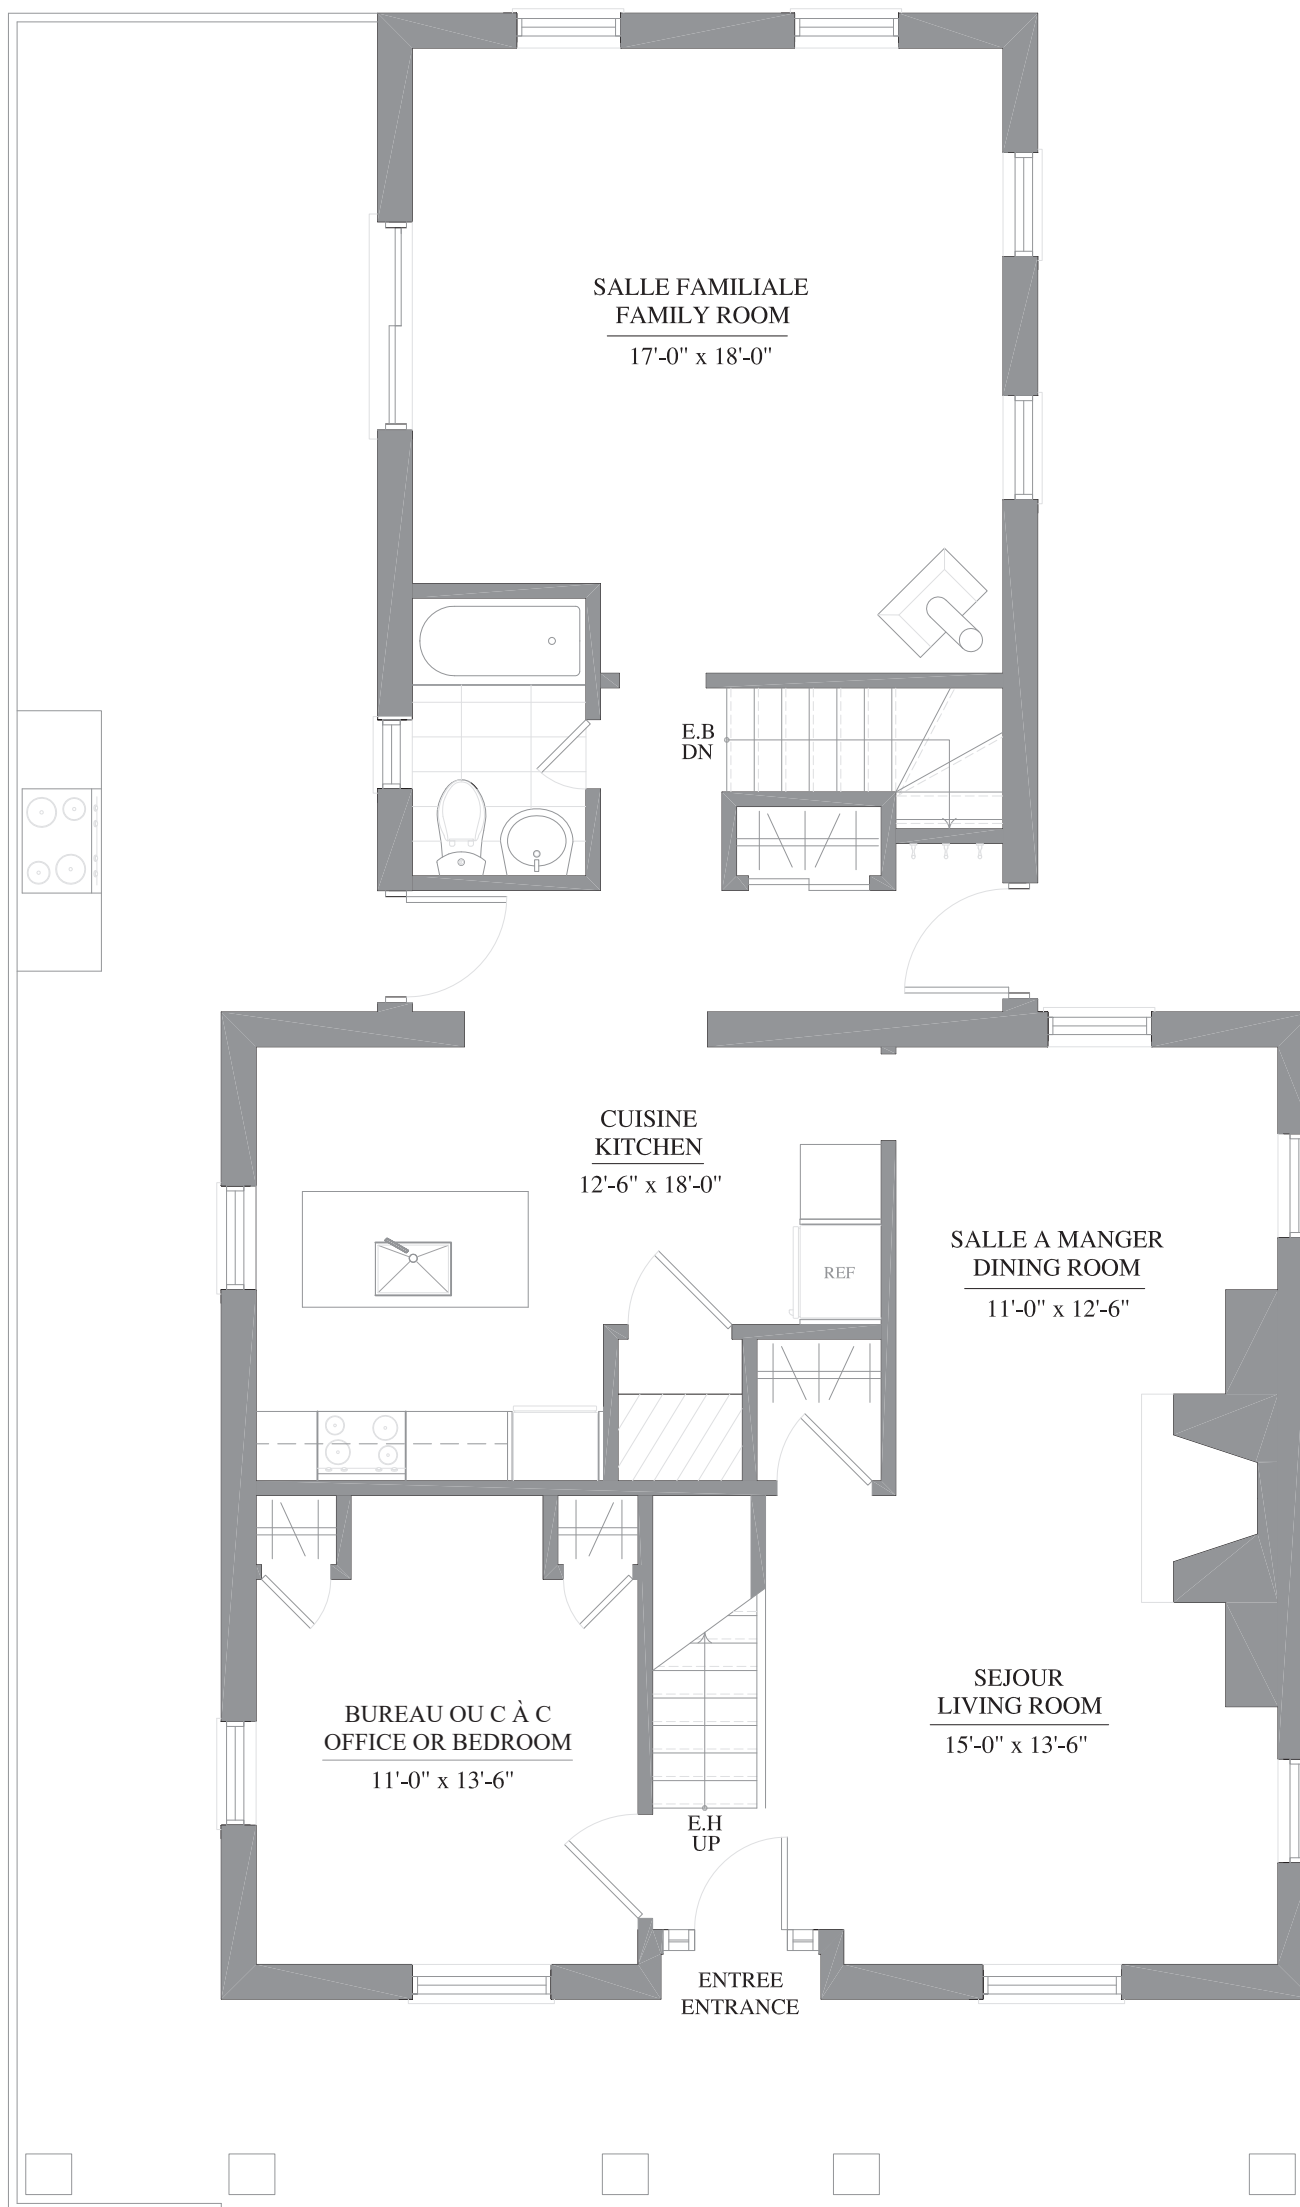 SALLE FAMILIALE
FAMILY ROOM
17'-0" x 18'-0"
E.B
DN
CUISINE
KITCHEN
12'-6" x 18'-0"
REF
SALLE A MANGER
DINING ROOM
11'-0" x 12'-6"
SEJOUR
LIVING ROOM
15'-0" x 13'-6"
BUREAU OU C À C
OFFICE OR BEDROOM
11'-0" x 13'-6"
E.H
UP
ENTREE
ENTRANCE